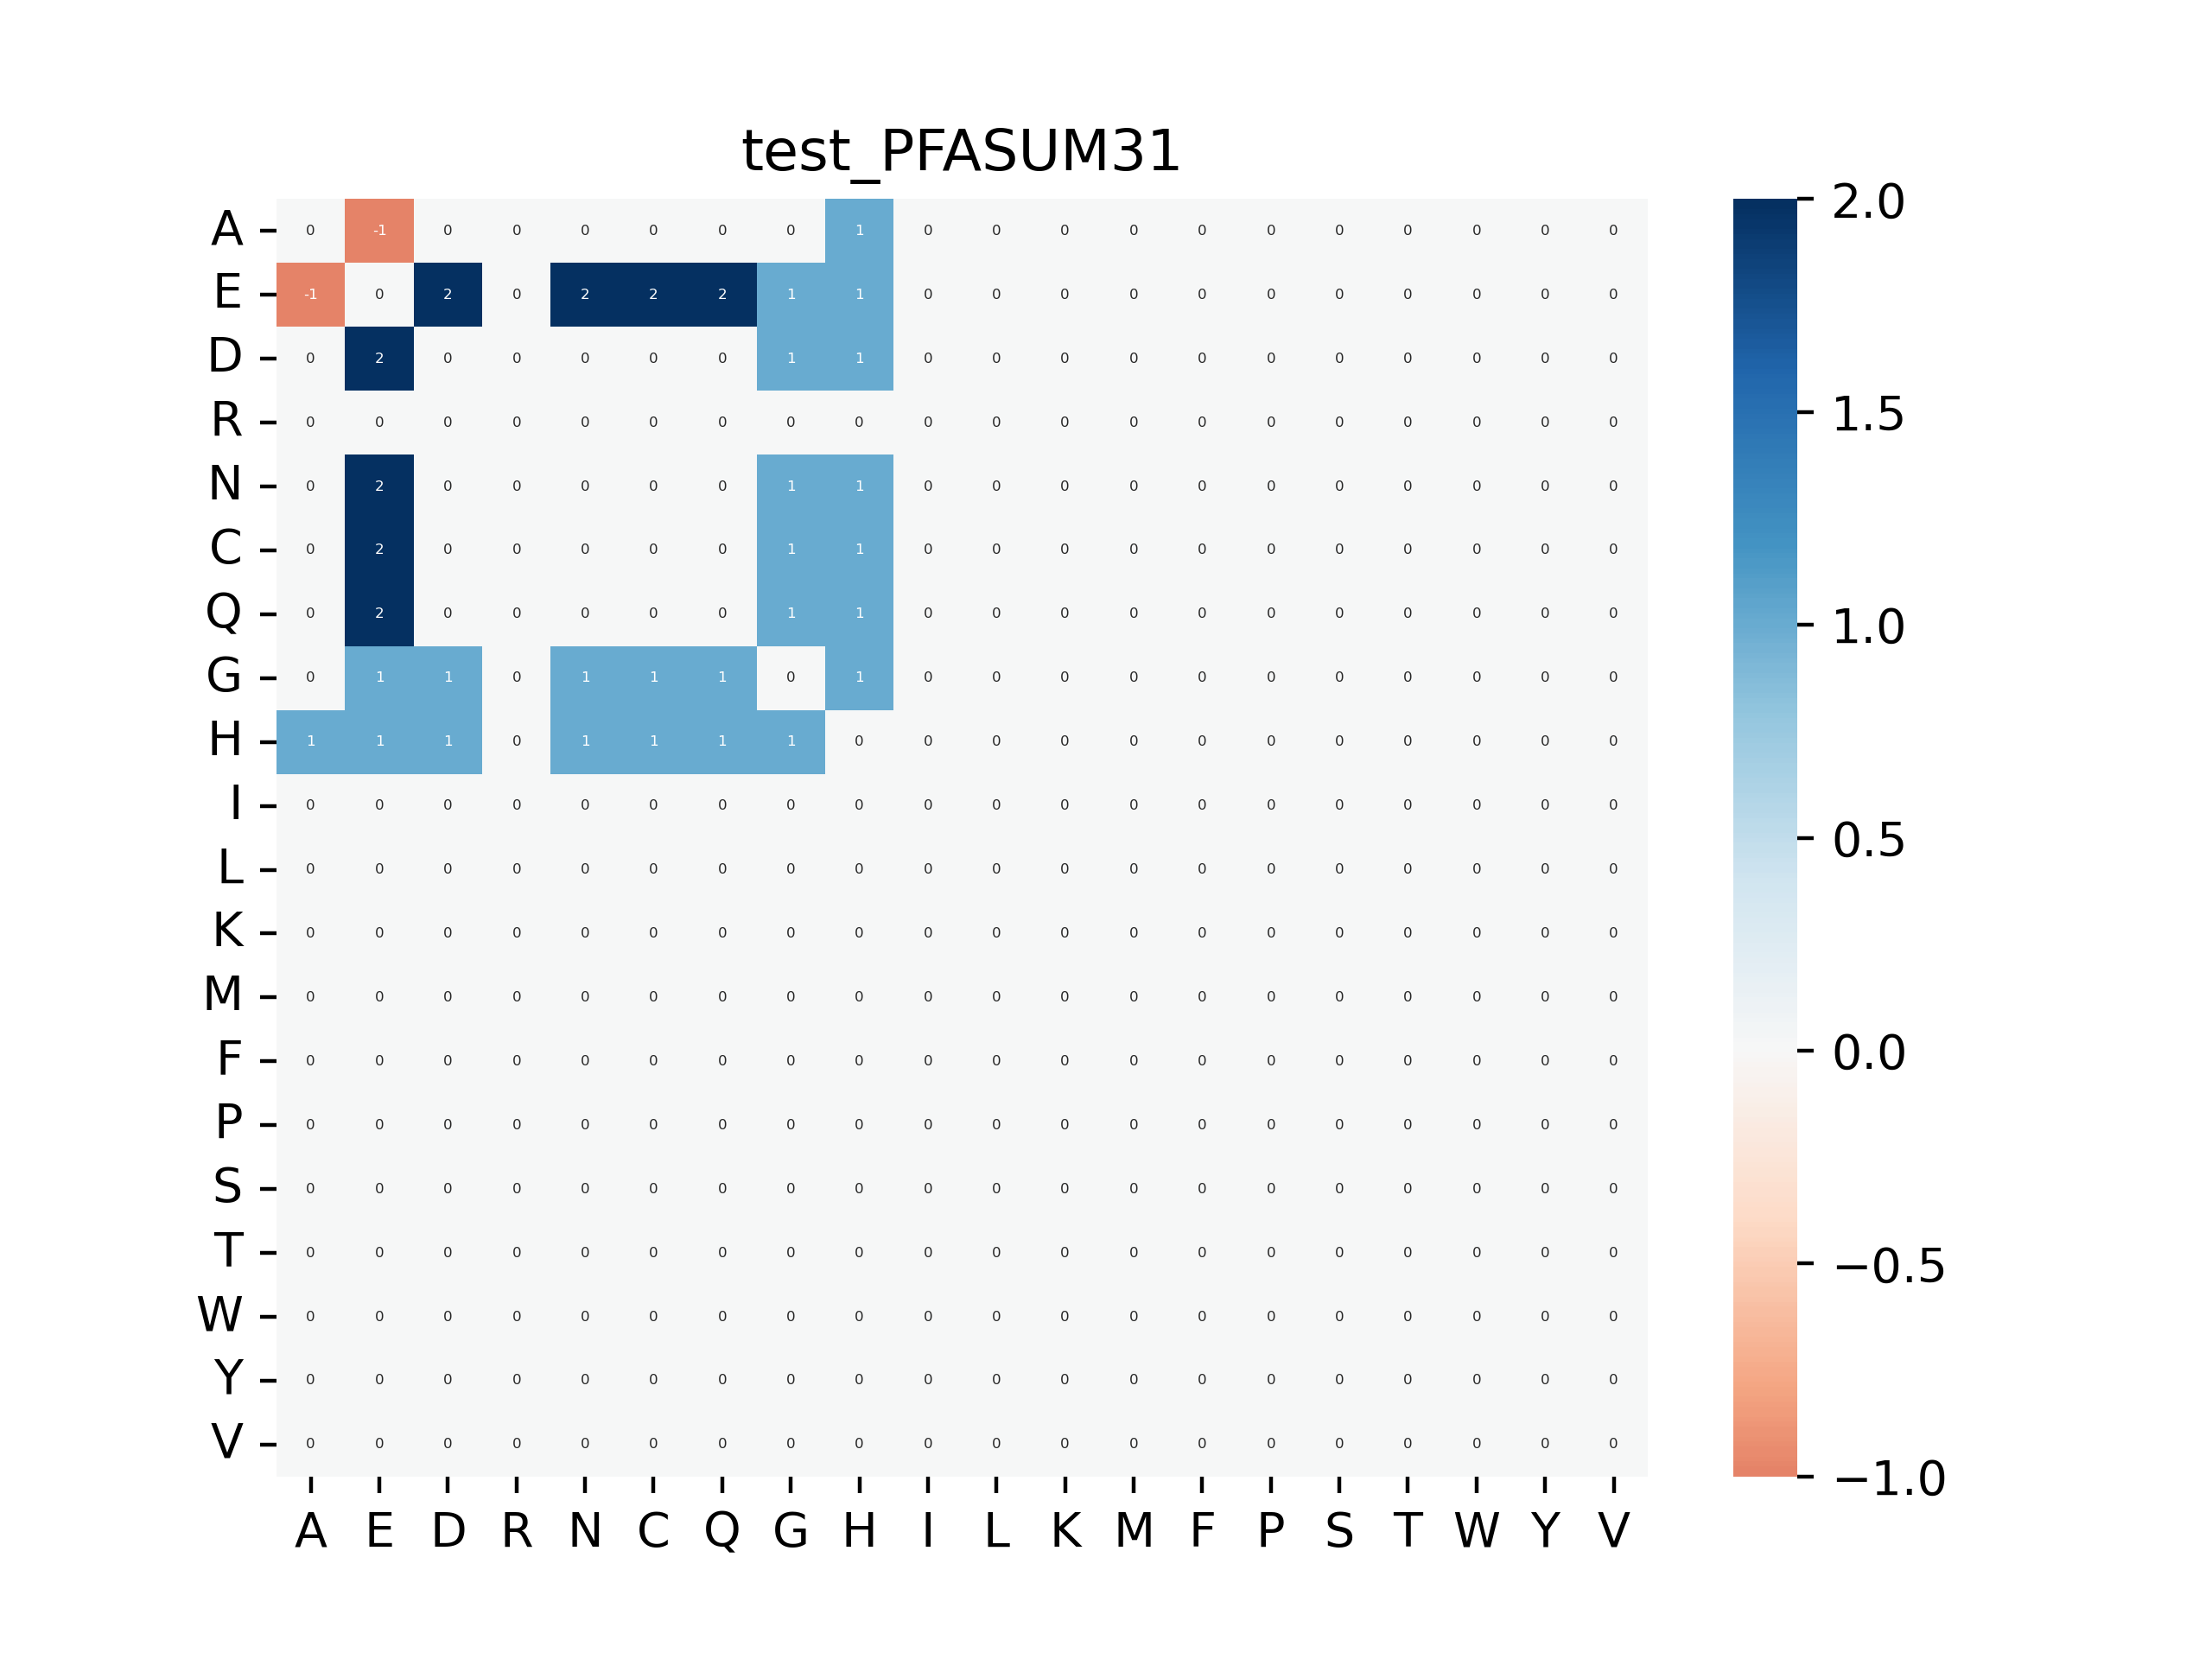 test_PFASUM31
A 0 -1 0 0 0 0 0 0 1 0 0 0 0 0 0 0 0 0 0 0
E -1 0 2 0 2 2 2 1 1 0 0 0 0 0 0 0 0 0 0 0
D 0 2 0 0 0 0 0 1 1 0 0 0 0 0 0 0 0 0 0 0
R 0 0 0 0 0 0 0 0 0 0 0 0 0 0 0 0 0 0 0 0
N 0 2 0 0 0 0 0 1 1 0 0 0 0 0 0 0 0 0 0 0
C 0 2 0 0 0 0 0 1 1 0 0 0 0 0 0 0 0 0 0 0
Q 0 2 0 0 0 0 0 1 1 0 0 0 0 0 0 0 0 0 0 0
G 0 1 1 0 1 1 1 0 1 0 0 0 0 0 0 0 0 0 0 0
H 1 1 1 0 1 1 1 1 0 0 0 0 0 0 0 0 0 0 0 0
I 0 0 0 0 0 0 0 0 0 0 0 0 0 0 0 0 0 0 0 0
L 0 0 0 0 0 0 0 0 0 0 0 0 0 0 0 0 0 0 0 0
K 0 0 0 0 0 0 0 0 0 0 0 0 0 0 0 0 0 0 0 0
M 0 0 0 0 0 0 0 0 0 0 0 0 0 0 0 0 0 0 0 0
F 0 0 0 0 0 0 0 0 0 0 0 0 0 0 0 0 0 0 0 0
P 0 0 0 0 0 0 0 0 0 0 0 0 0 0 0 0 0 0 0 0
S 0 0 0 0 0 0 0 0 0 0 0 0 0 0 0 0 0 0 0 0
T 0 0 0 0 0 0 0 0 0 0 0 0 0 0 0 0 0 0 0 0
W 0 0 0 0 0 0 0 0 0 0 0 0 0 0 0 0 0 0 0 0
Y 0 0 0 0 0 0 0 0 0 0 0 0 0 0 0 0 0 0 0 0
V 0 0 0 0 0 0 0 0 0 0 0 0 0 0 0 0 0 0 0 0
A E D R N C Q G H I L K M F P S T W Y V
2.0
1.5
1.0
0.5
0.0
−0.5
−1.0